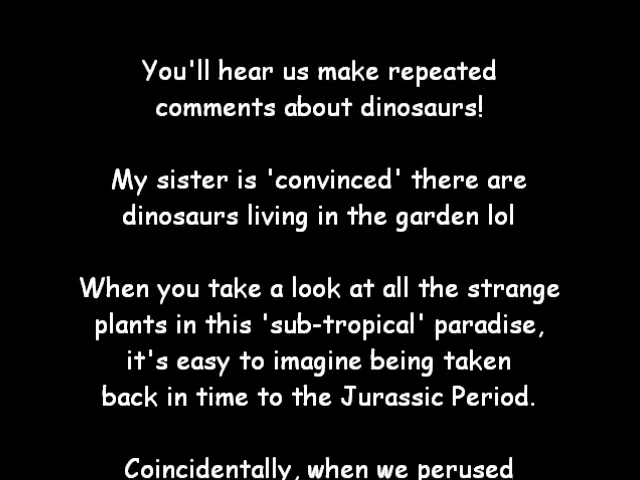 You'll hear us make repeated
comments about dinosaurs!
My sister is 'convinced' there are
dinosaurs living in the garden lol
When you take a look at all the strange
plants in this 'sub-tropical' paradise,
it's easy to imagine being taken
back in time to the Jurassic Period.
Coincidentally, when we perused